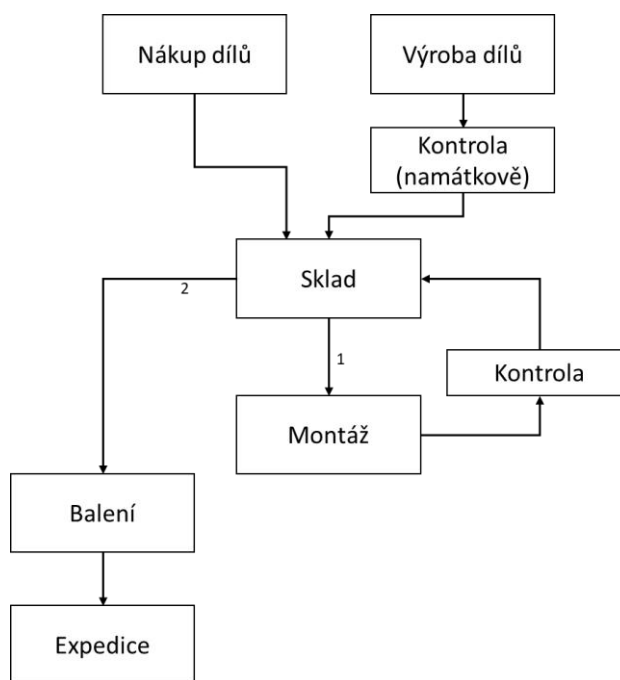 Nákup dílů
Výroba dílů
Kontrola
(namátkově)
Sklad
2
1
Kontrola
Montáž
Balení
Expedice